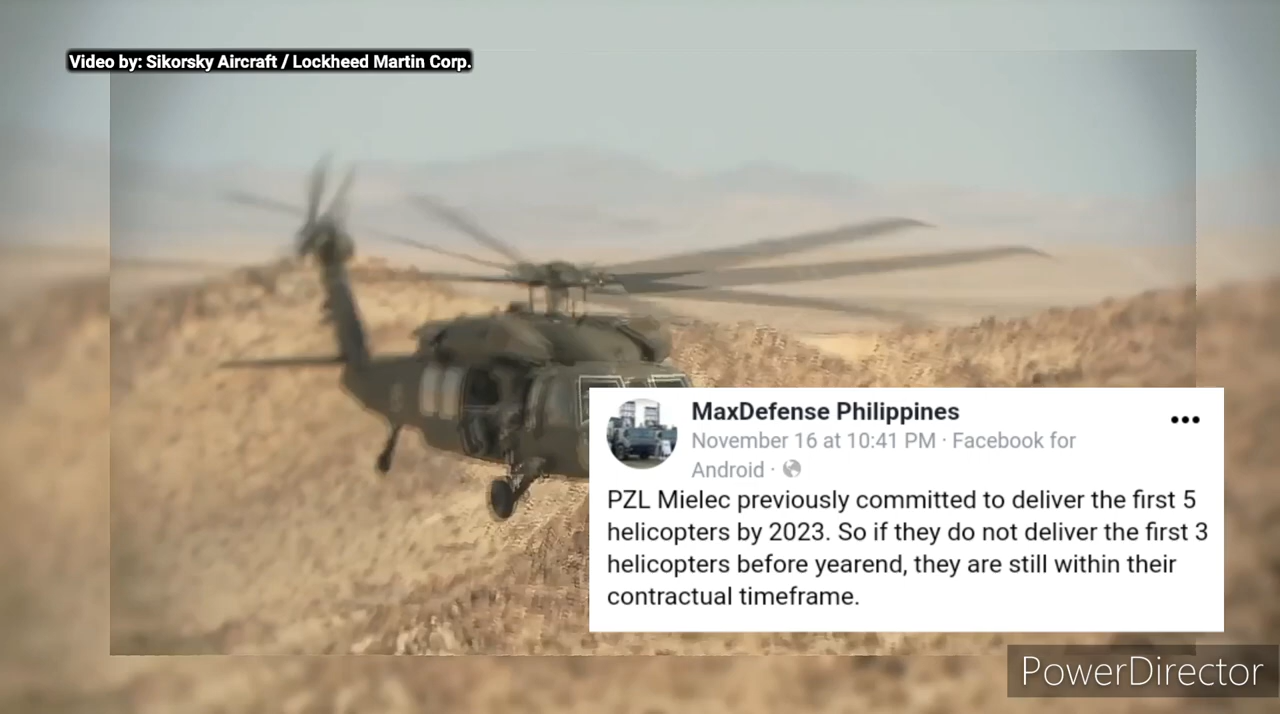 Video by: Sikorsky Aircraft / Lockheed Martin Corp.
MaxDefense Philippines
November 16 at 10:41 PM · Facebook for
Android ·
PZL Mielec previously committed to deliver the first 5
helicopters by 2023. So if they do not deliver the first 3
helicopters before yearend, they are still within their
contractual timeframe.
PowerDirector